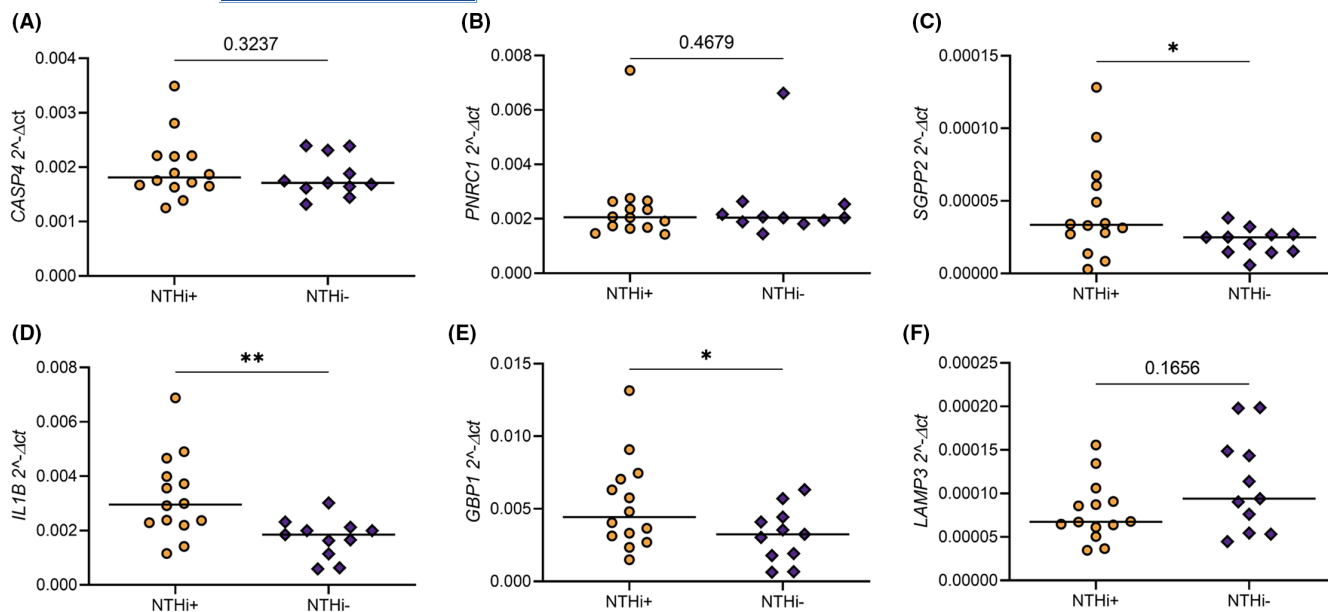 (A)
0.3237
0.004
0.003
0.002
0.001
0.000
CASP4 2^-Δct
NTHi+
NTHi-
(B)
0.4679
0.008
0.006
0.004
0.002
0.000
PNRC1 2^-Δct
NTHi+
NTHi-
(C)
*
0.00015
0.00010
0.00005
0.00000
SGPP2 2^-Δct
NTHi+
NTHi-
(D)
**
0.008
0.006
0.004
0.002
0.000
IL1B 2^-Δct
NTHi+
NTHi-
(E)
*
0.015
0.010
0.005
0.000
GBP1 2^-Δct
NTHi+
NTHi-
(F)
0.1656
0.00025
0.00020
0.00015
0.00010
0.00005
0.00000
LAMP3 2^-Δct
NTHi+
NTHi-